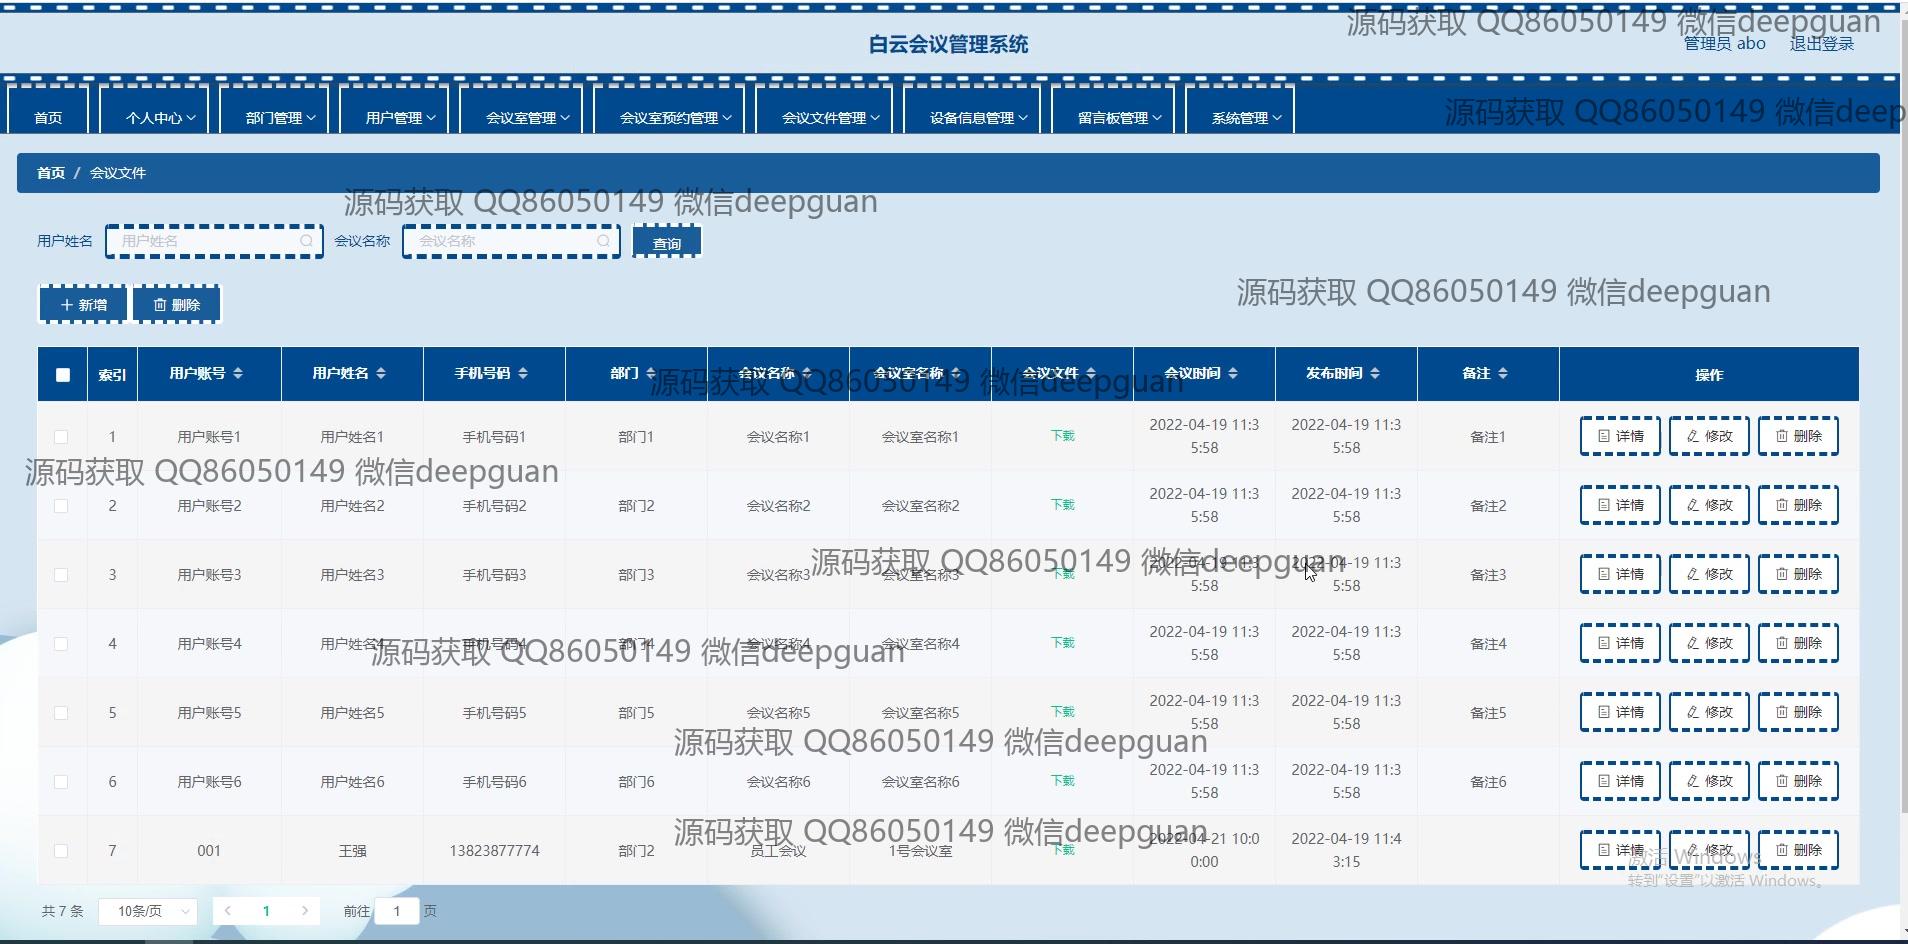 源码获取 QQ86050149 微信deepguan
白云会议管理系统
管理员 abo 退出登录
首页 个人中心 部门管理 用户管理 会议室管理 会议室预约管理 会议文件管理 设备信息管理 留言板管理 系统管理
源码获取 QQ86050149 微信deep
首页 / 会议文件
源码获取 QQ86050149 微信deepguan
用户姓名 用户姓名 会议名称 会议名称 查询
源码获取 QQ86050149 微信deepguan
新增 删除
索引 用户账号 用户姓名 手机号码 部门 会议名称 会议室名称 会议文件 会议时间 发布时间 备注 操作
源码获取 QQ86050149 微信deepguan
1 用户账号1 用户姓名1 手机号码1 部门1 会议名称1 会议室名称1 下载 2022-04-19 11:3 2022-04-19 11:3 备注1 详情 修改 删除
5:58 5:58
源码获取 QQ86050149 微信deepguan
2 用户账号2 用户姓名2 手机号码2 部门2 会议名称2 会议室名称2 下载 2022-04-19 11:3 2022-04-19 11:3 备注2 详情 修改 删除
5:58 5:58
源码获取 QQ86050149 微信deepguan
3 用户账号3 用户姓名3 手机号码3 部门3 会议名称3 会议室名称3 下载 2022-04-19 11:3 2022-04-19 11:3 备注3 详情 修改 删除
5:58 5:58
4 用户账号4 用户姓名4 手机号码4 部门4 会议名称4 会议室名称4 下载 2022-04-19 11:3 2022-04-19 11:3 备注4 详情 修改 删除
5:58 5:58
源码获取 QQ86050149 微信deepguan
5 用户账号5 用户姓名5 手机号码5 部门5 会议名称5 会议室名称5 下载 2022-04-19 11:3 2022-04-19 11:3 备注5 详情 修改 删除
5:58 5:58
源码获取 QQ86050149 微信deepguan
6 用户账号6 用户姓名6 手机号码6 部门6 会议名称6 会议室名称6 下载 2022-04-19 11:3 2022-04-19 11:3 备注6 详情 修改 删除
5:58 5:58
源码获取 QQ86050149 微信deepguan
7 001 王强 13823877774 部门2 员工会议 1号会议室 下载 2022-04-21 10:0 2022-04-19 11:4 详情 修改 删除
0:00 3:15
激活 Windows
转到"设置"以激活 Windows。
共 7 条 10条/页 1 前往 1 页